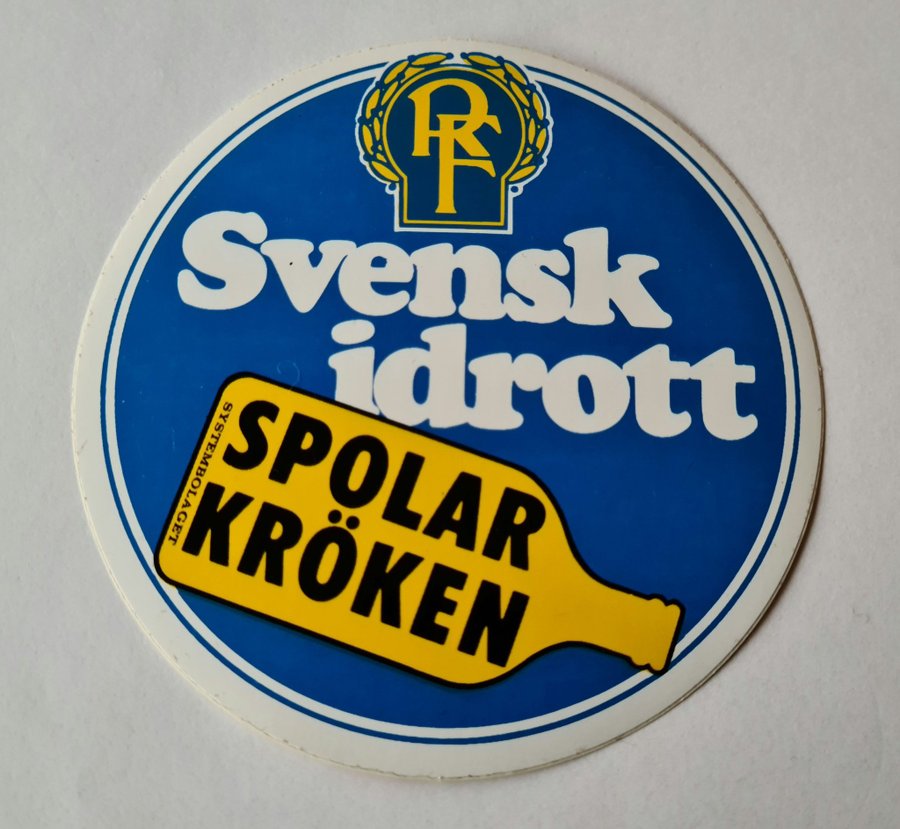 RF
Svensk
idrott
SYSTEMBOLAGET
SPOLAR
KRÖKEN